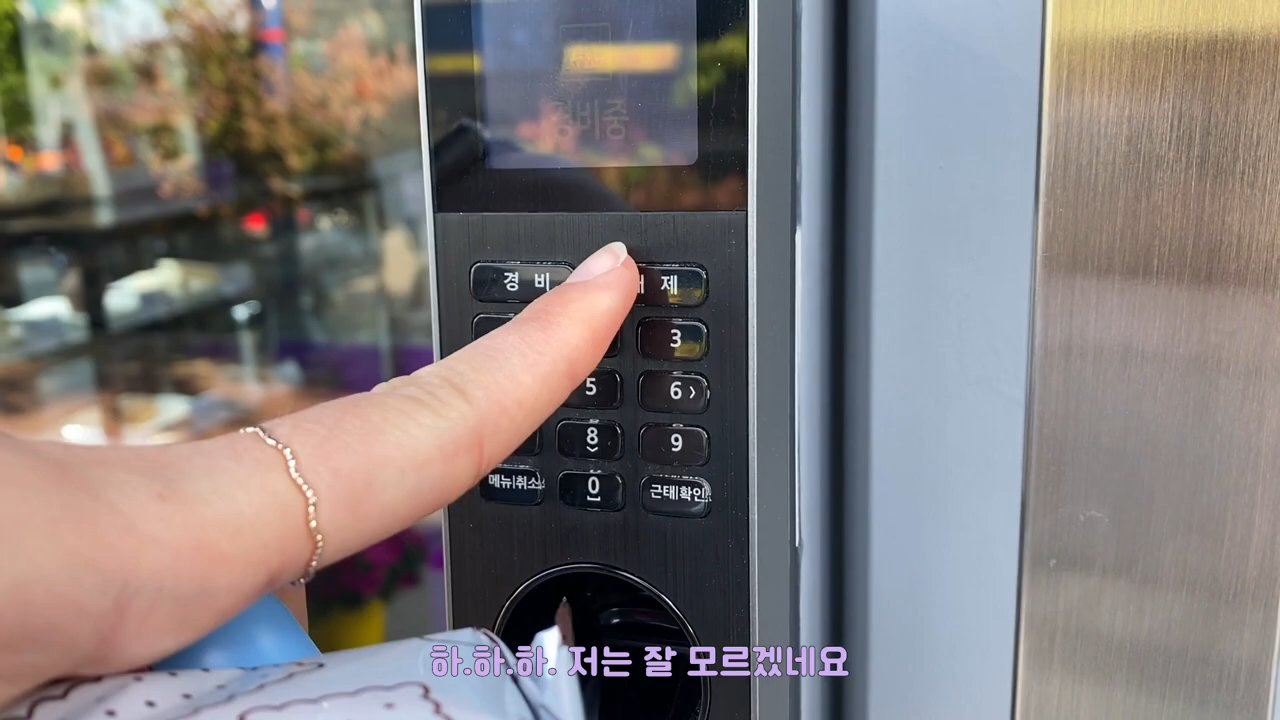 경비중
경 비
제
3
5
6 ›
8
9
메뉴|취소
0
근태|확인
하.하.하. 저는 잘 모르겠네요